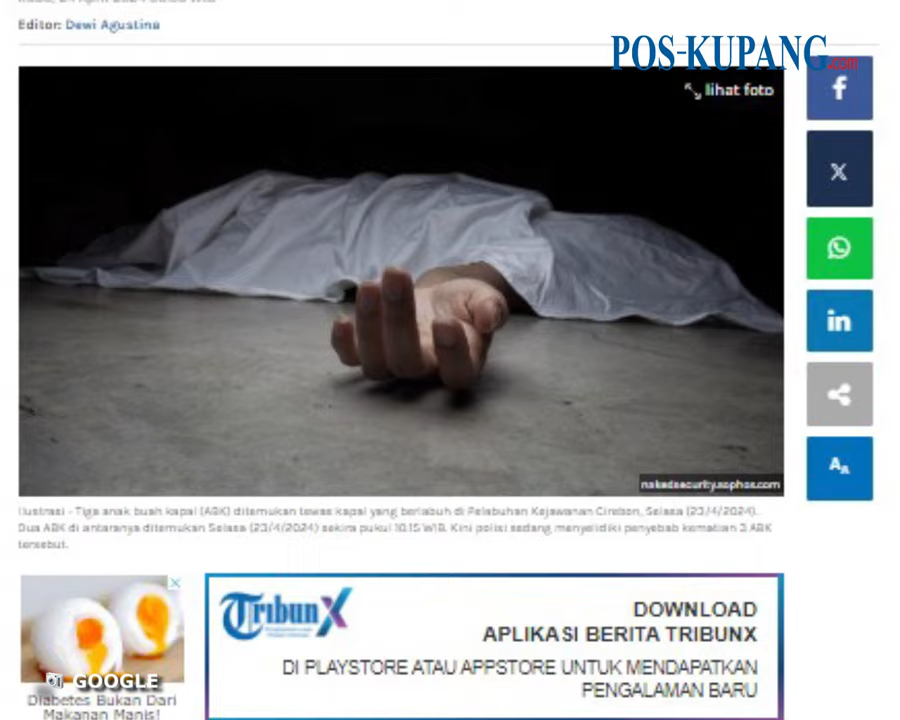 Editor: Dewi Agustina
POS-KUPANG.com
lihat foto
nakedsecurity.sophos.com
Ilustrasi - Tiga anak buah kapal (ABK) ditemukan tewas kapal yang berlabuh di Pelabuhan Kejawanan Cirebon, Selasa (23/4/2024).
Dua ABK di antaranya ditemukan Selasa (23/4/2024) sekira pukul 10.15 WIB. Kini polisi sedang menyelidiki penyebab kematian 3 ABK
tersebut.
TribunX
DOWNLOAD
APLIKASI BERITA TRIBUNX
DI PLAYSTORE ATAU APPSTORE UNTUK MENDAPATKAN
PENGALAMAN BARU
GOOGLE
Diabetes Bukan Dari
Makanan Manis!